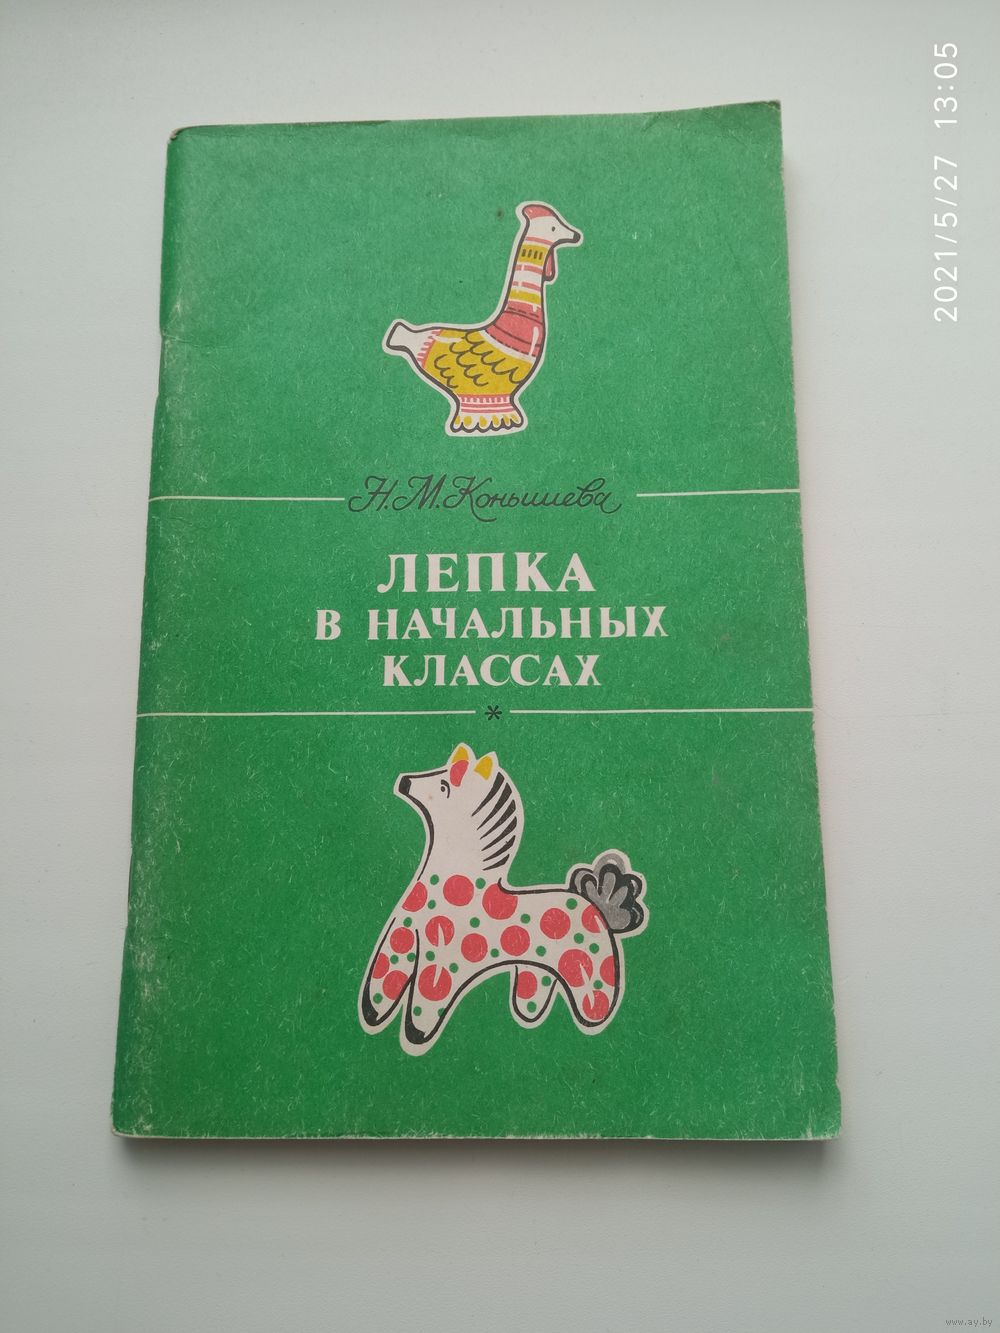 2021/5/27 13:05
Н.М.Конышева
ЛЕПКА
В НАЧАЛЬНЫХ
КЛАССАХ
*
www.ay.by